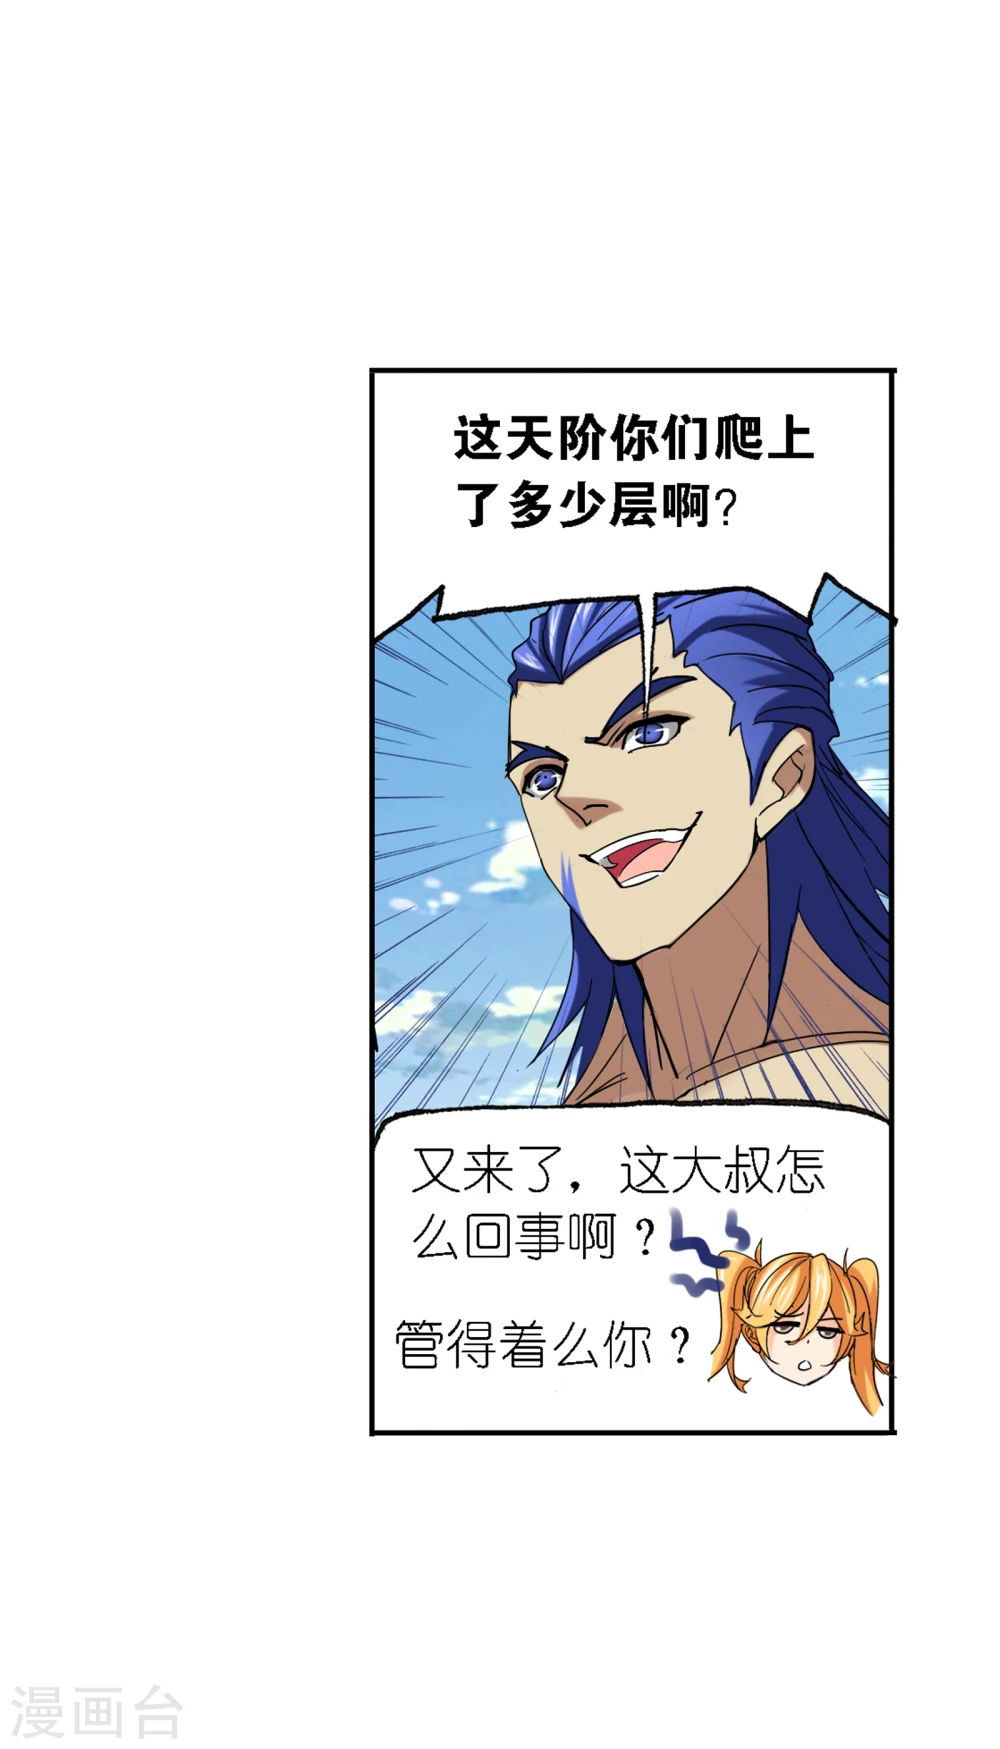 这天阶你们爬上
了多少层啊?
又来了，这大叔怎
么回事啊？
管得着么你？
漫画台